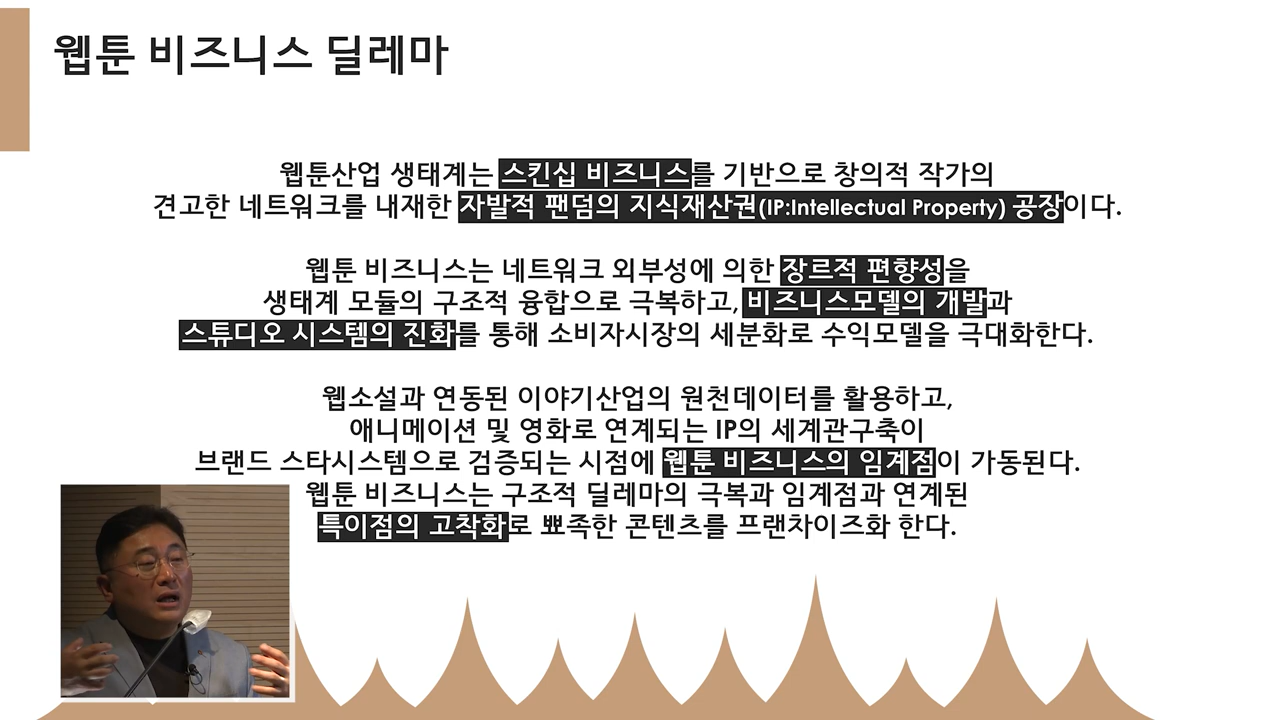 웹툰 비즈니스 딜레마
웹툰산업 생태계는 스킨십 비즈니스를 기반으로 창의적 작가의
견고한 네트워크를 내재한 자발적 팬덤의 지식재산권(IP:Intellectual Property) 공장이다.
웹툰 비즈니스는 네트워크 외부성에 의한 장르적 편향성을
생태계 모듈의 구조적 융합으로 극복하고, 비즈니스모델의 개발과
스튜디오 시스템의 진화를 통해 소비자시장의 세분화로 수익모델을 극대화한다.
웹소설과 연동된 이야기산업의 원천데이터를 활용하고,
애니메이션 및 영화로 연계되는 IP의 세계관구축이
브랜드 스타시스템으로 검증되는 시점에 웹툰 비즈니스의 임계점이 가동된다.
웹툰 비즈니스는 구조적 딜레마의 극복과 임계점과 연계된
특이점의 고착화로 뾰족한 콘텐츠를 프랜차이즈화 한다.